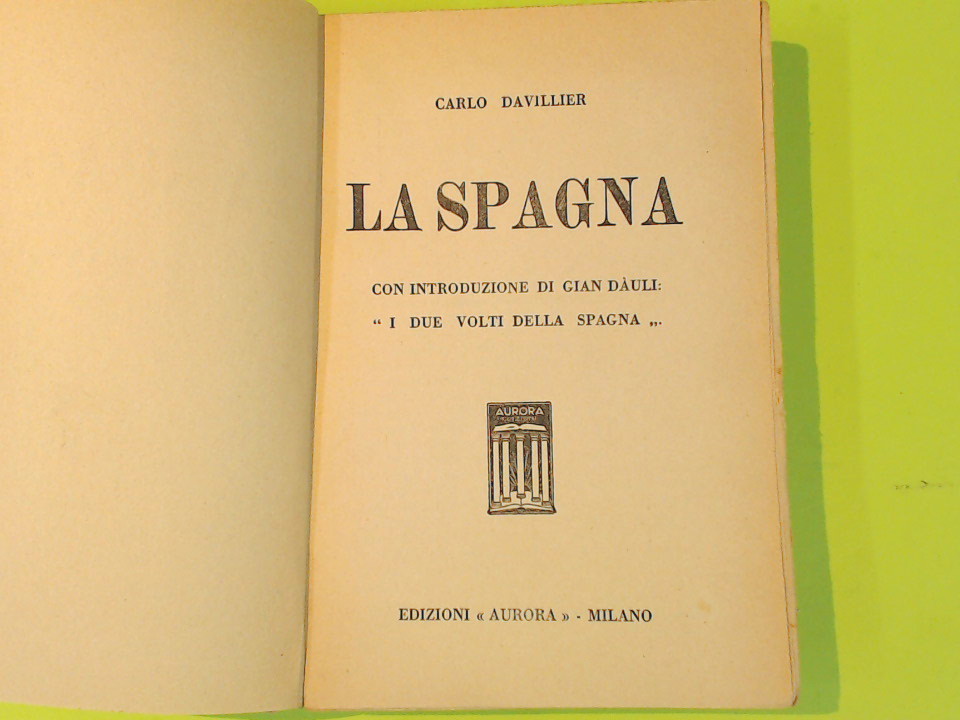 CARLO DAVILLIER
LA SPAGNA
CON INTRODUZIONE DI GIAN DÀULI:
“ I DUE VOLTI DELLA SPAGNA „.
AURORA
EDIZIONI « AURORA » - MILANO